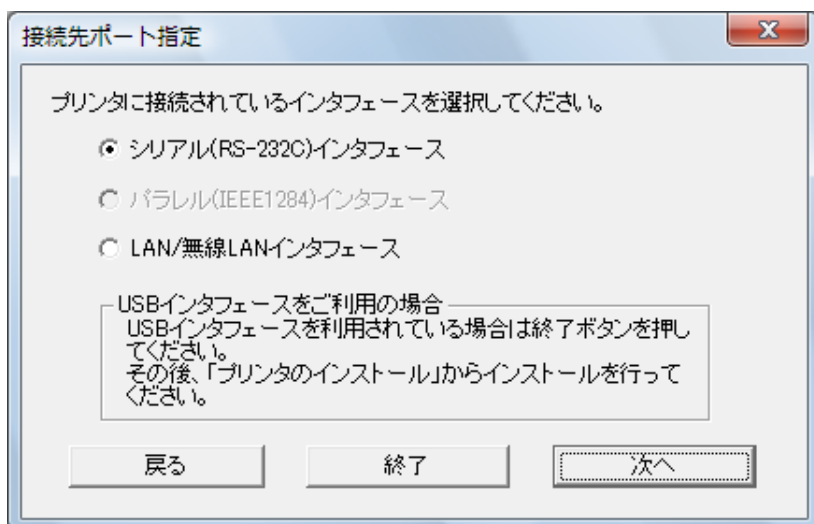 接続先ポート指定
プリンタに接続されているインタフェースを選択してください。
シリアル(RS-232C)インタフェース
パラレル(IEEE1284)インタフェース
LAN/無線LANインタフェース
USBインタフェースをご利用の場合
USBインタフェースを利用されている場合は終了ボタンを押し
てください。
その後、「プリンタのインストール」からインストールを行って
ください。
戻る 終了 次へ